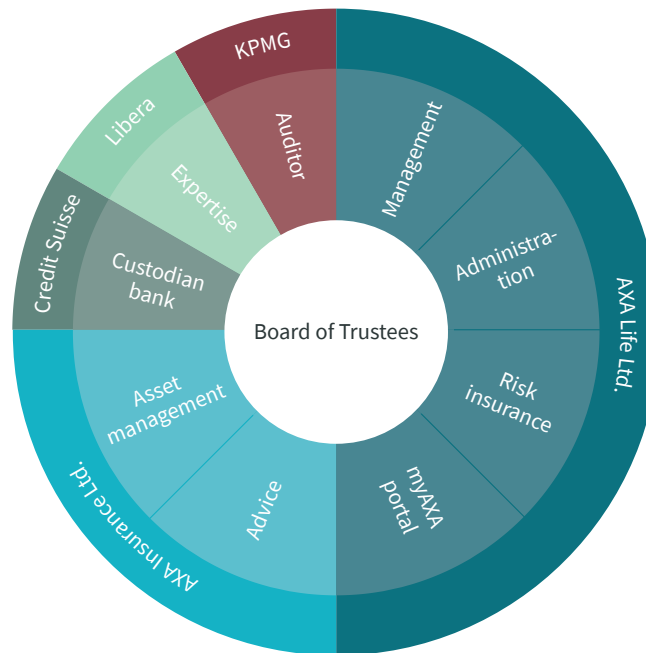 KPMG
Auditor
Libera
Expertise
Credit Suisse
Custodian
bank
Board of Trustees
Management
Administra-
tion
Risk
insurance
myAXA
portal
AXA Life Ltd.
Asset
management
Advice
AXA Insurance Ltd.